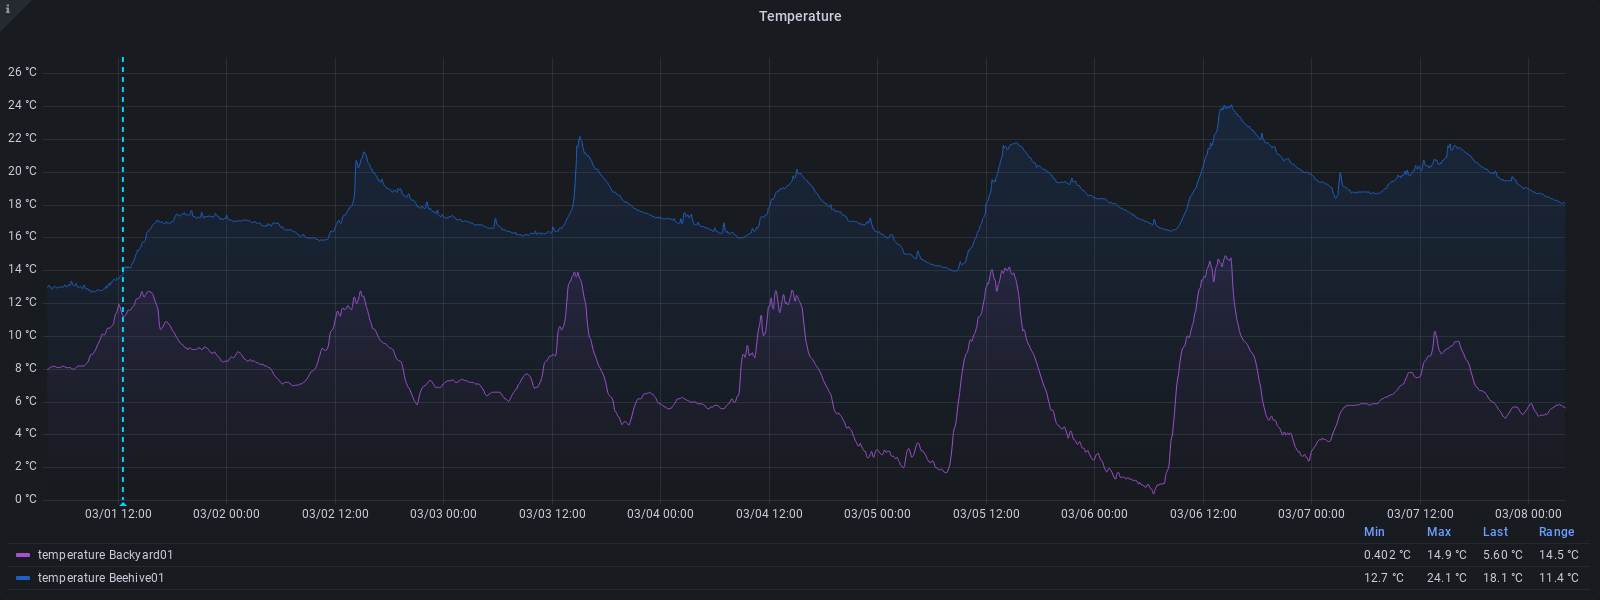 i
Temperature
26 °C
24 °C
22 °C
20 °C
18 °C
16 °C
14 °C
12 °C
10 °C
8 °C
6 °C
4 °C
2 °C
0 °C
03/01 12:00 03/02 00:00 03/02 12:00 03/03 00:00 03/03 12:00 03/04 00:00 03/04 12:00 03/05 00:00 03/05 12:00 03/06 00:00 03/06 12:00 03/07 00:00 03/07 12:00 03/08 00:00
Min Max Last Range
temperature Backyard01 0.402 °C 14.9 °C 5.60 °C 14.5 °C
temperature Beehive01 12.7 °C 24.1 °C 18.1 °C 11.4 °C